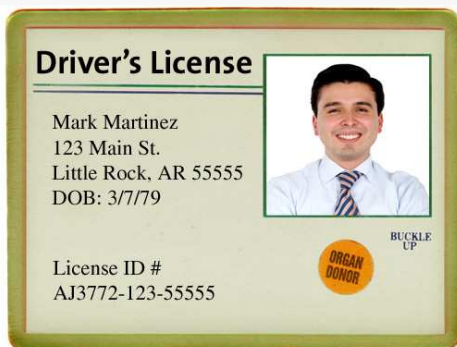 Driver's License
Mark Martinez
123 Main St.
Little Rock, AR 55555
DOB: 3/7/79
BUCKLE
UP
ORGAN
DONOR
License ID #
AJ3772-123-55555